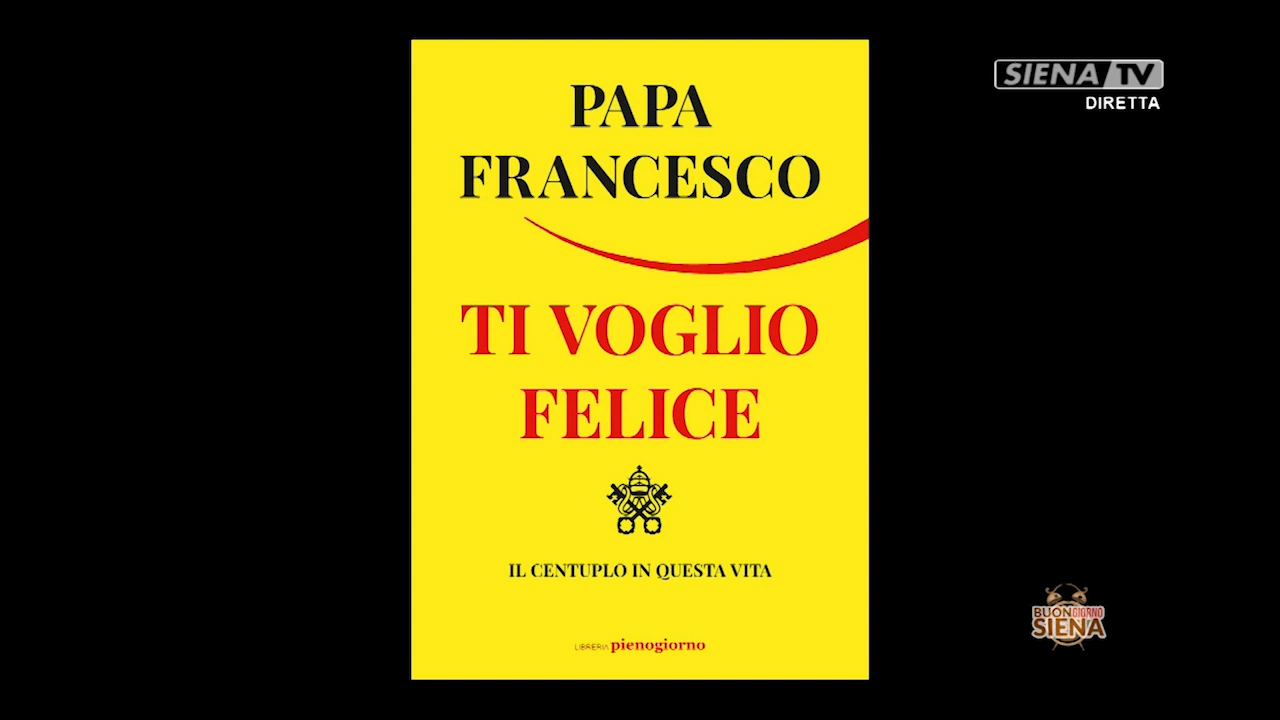 PAPA
FRANCESCO
TI VOGLIO
FELICE
IL CENTUPLO IN QUESTA VITA
LIBRERIA pienogiorno
SIENA TV
DIRETTA
BUONGIORNO
SIENA